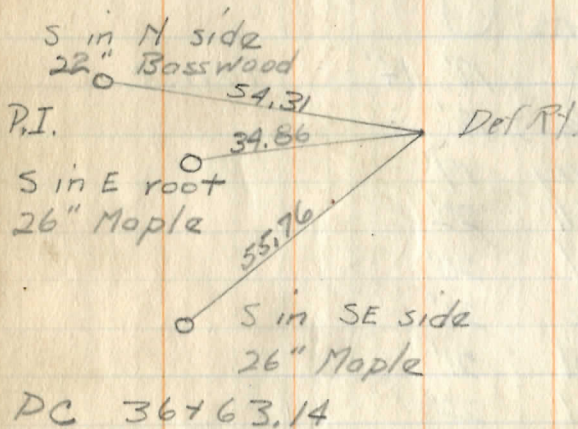 S in N side
22" Basswood
54.31
P.I.
34.86
Def Rt.
S in E root
26" Maple
55.76
S in SE side
26" Maple
PC 36+63.14